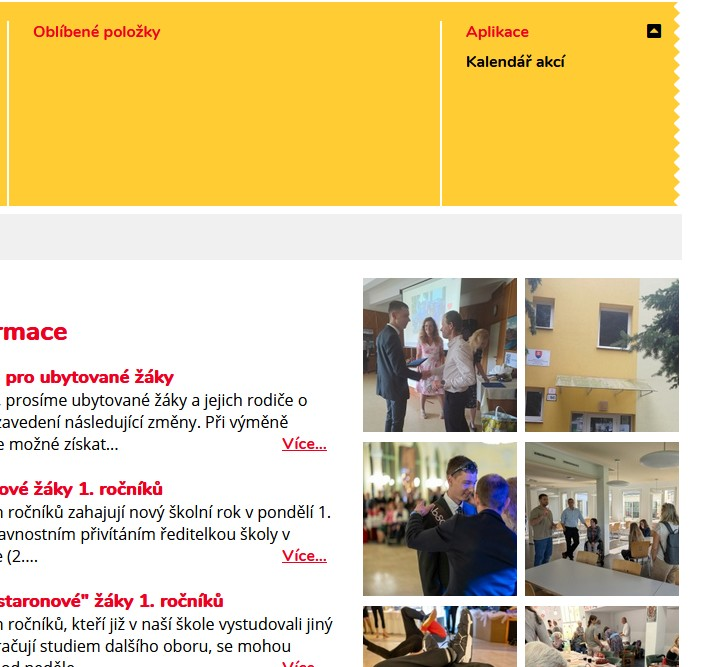 Oblíbené položky
Aplikace
Kalendář akcí
rmace
pro ubytované žáky
prosíme ubytované žáky a jejich rodiče o
zavedení následující změny. Při výměně
e možné získat...
Více...
ové žáky 1. ročníků
n ročníků zahajují nový školní rok v pondělí 1.
avnostním přivítáním ředitelkou školy v
e (2....
Více...
staronové" žáky 1. ročníků
n ročníků, kteří již v naší škole vystudovali jiný
račují studiem dalšího oboru, se mohou
od neděle
Více...